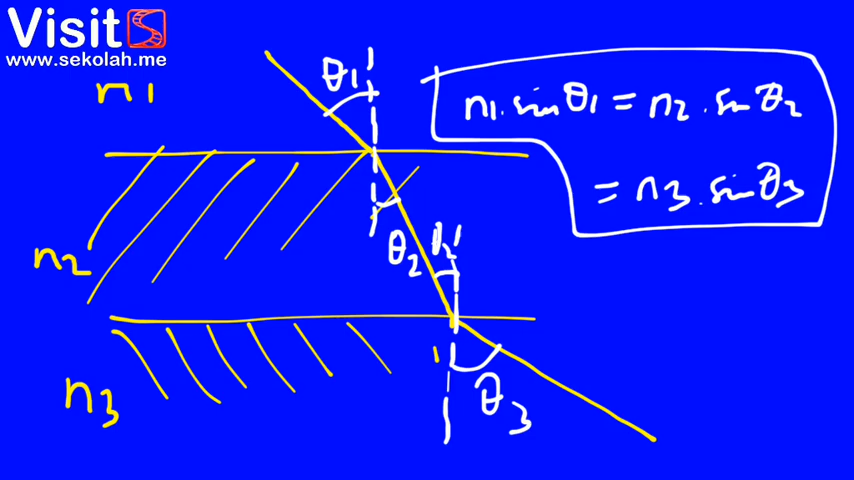 Visit S
www.sekolah.me
n1
θ1
n1.sinθ1 = n2.sinθ2
= n3.sinθ3
n2
θ2
n3
θ3